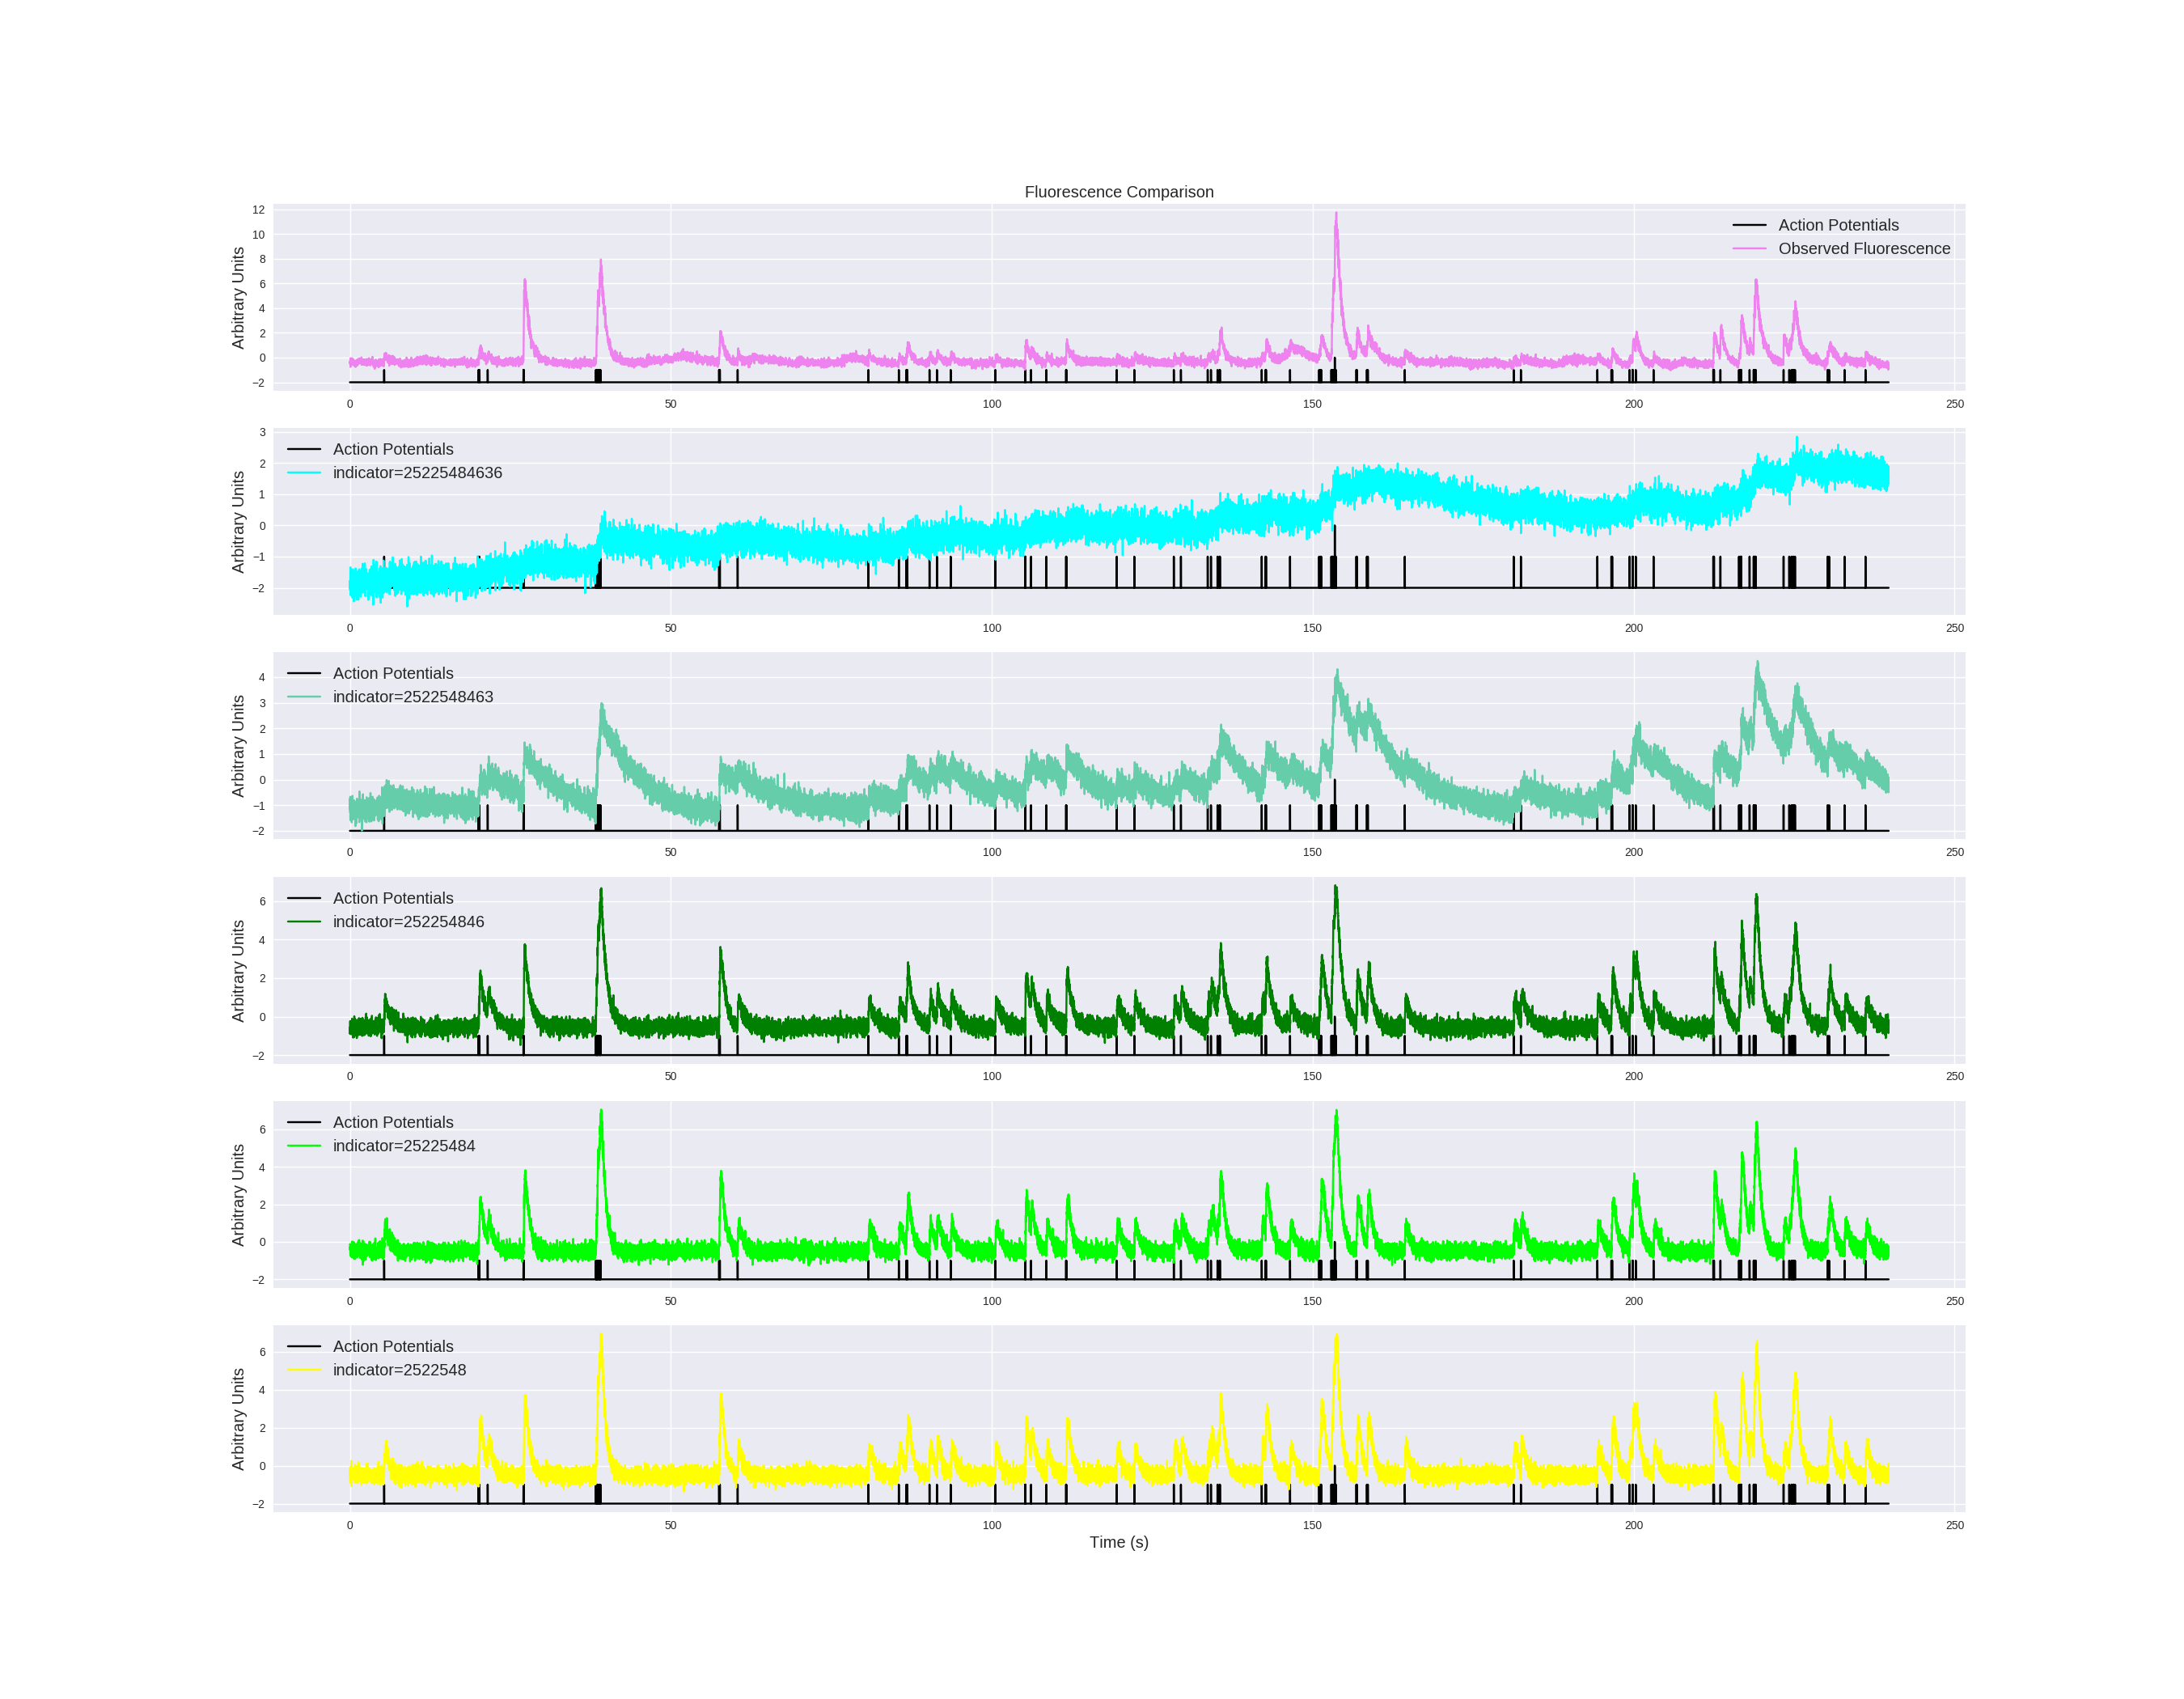 Fluorescence Comparison
Arbitrary Units
12
10
8
6
4
2
0
−2
Action Potentials
Observed Fluorescence
0 50 100 150 200 250
Arbitrary Units
3
2
1
0
−1
−2
Action Potentials
indicator=25225484636
0 50 100 150 200 250
Arbitrary Units
4
3
2
1
0
−1
−2
Action Potentials
indicator=2522548463
0 50 100 150 200 250
Arbitrary Units
6
4
2
0
−2
Action Potentials
indicator=252254846
0 50 100 150 200 250
Arbitrary Units
6
4
2
0
−2
Action Potentials
indicator=25225484
0 50 100 150 200 250
Arbitrary Units
6
4
2
0
−2
Action Potentials
indicator=2522548
0 50 100 150 200 250
Time (s)